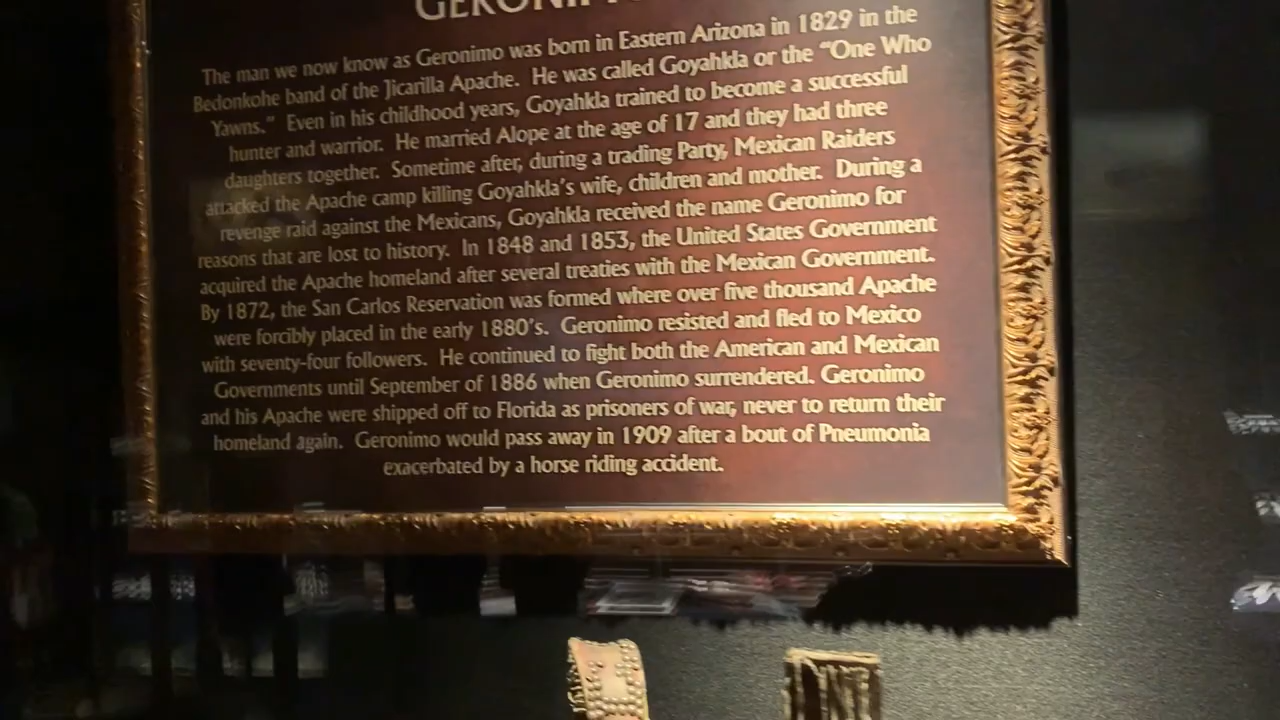 The man we now know as Geronimo was born in Eastern Arizona in 1829 in the
Bedonkohe band of the Jicarilla Apache. He was called Goyahkla or the "One Who
Yawns." Even in his childhood years, Goyahkla trained to become a successful
hunter and warrior. He married Alope at the age of 17 and they had three
daughters together. Sometime after, during a trading Party, Mexican Raiders
attacked the Apache camp killing Goyahkla's wife, children and mother. During a
revenge raid against the Mexicans, Goyahkla received the name Geronimo for
reasons that are lost to history. In 1848 and 1853, the United States Government
acquired the Apache homeland after several treaties with the Mexican Government.
By 1872, the San Carlos Reservation was formed where over five thousand Apache
were forcibly placed in the early 1880's. Geronimo resisted and fled to Mexico
with seventy-four followers. He continued to fight both the American and Mexican
Governments until September of 1886 when Geronimo surrendered. Geronimo
and his Apache were shipped off to Florida as prisoners of war, never to return their
homeland again. Geronimo would pass away in 1909 after a bout of Pneumonia
exacerbated by a horse riding accident.